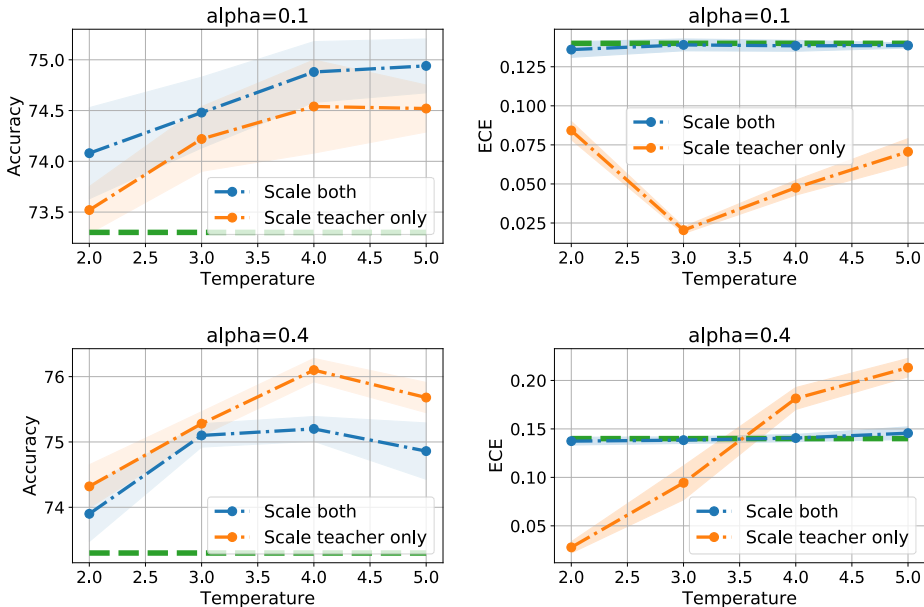 alpha=0.1
75.0
74.5
74.0
73.5
Accuracy
Scale both
Scale teacher only
2.0 2.5 3.0 3.5 4.0 4.5 5.0
Temperature
alpha=0.1
0.125
0.100
0.075
0.050
0.025
ECE
Scale both
Scale teacher only
2.0 2.5 3.0 3.5 4.0 4.5 5.0
Temperature
alpha=0.4
76
75
74
Accuracy
Scale both
Scale teacher only
2.0 2.5 3.0 3.5 4.0 4.5 5.0
Temperature
alpha=0.4
0.20
0.15
0.10
0.05
ECE
Scale both
Scale teacher only
2.0 2.5 3.0 3.5 4.0 4.5 5.0
Temperature